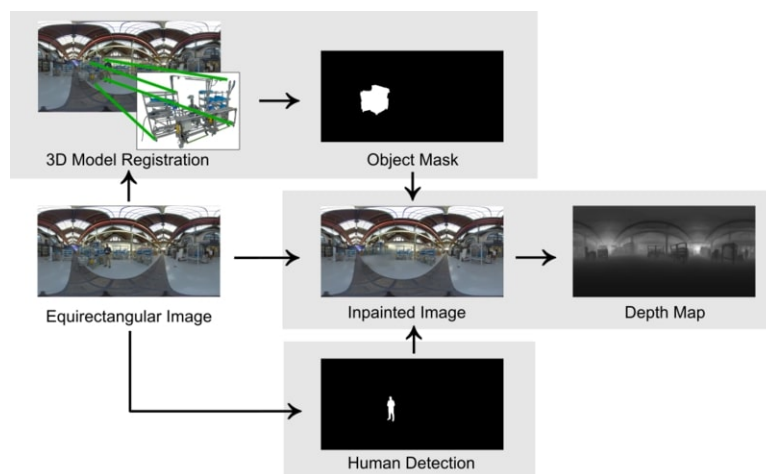 3D Model Registration
Object Mask
Equirectangular Image
Inpainted Image
Depth Map
Human Detection